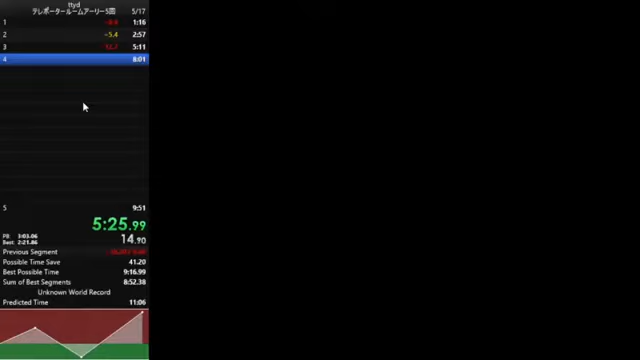 ttyd
テレポータールームアーリー5回 5/17
1 1:16
2 -5.4 2:57
3 5:11
4 8:01
5 9:51
5:25.99
PB: 3:03.06
Best: 2:21.86
14.90
Previous Segment
Possible Time Save 41.20
Best Possible Time 9:16.99
Sum of Best Segments 8:52.38
Unknown World Record
Predicted Time 11:06